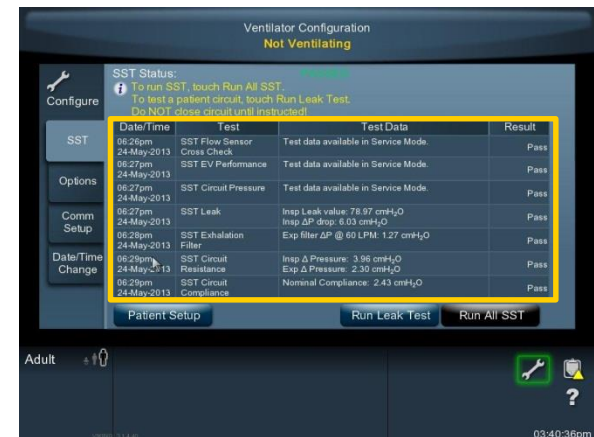 Ventilator Configuration
Not Ventilating
Configure
SST
Options
Comm
Setup
Date/Time
Change
SST Status:
To run SST, touch Run All SST.
To test a patient circuit, touch Run Leak Test.
Do NOT close circuit until instructed!
Date/Time Test Test Data Result
06:26pm SST Flow Sensor Test data available in Service Mode.
24-May-2013 Cross Check Pass
06:27pm SST EV Performance Test data available in Service Mode.
24-May-2013 Pass
06:27pm SST Circuit Pressure Test data available in Service Mode.
24-May-2013 Pass
06:27pm SST Leak Insp Leak value: 76.97 cmH₂O
24-May-2013 Insp ΔP drop: 6.03 cmH₂O Pass
06:28pm SST Exhalation Exp filter ΔP @ 60 LPM: 1.27 cmH₂O
24-May-2013 Filter Pass
06:29pm SST Circuit Insp Δ Pressure: 3.96 cmH₂O
24-May-2013 Resistance Exp Δ Pressure: 2.30 cmH₂O Pass
06:29pm SST Circuit Nominal Compliance: 2.43 cmH₂O
24-May-2013 Compliance Pass
Patient Setup Run Leak Test Run All SST
Adult
?
03:40:36pm